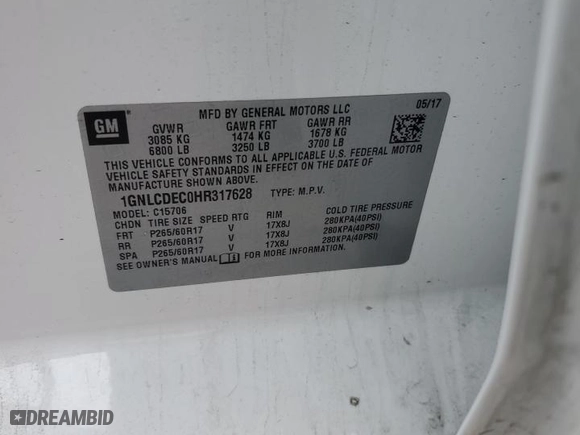 GM
MFD BY GENERAL MOTORS LLC
05/17
GVWR GAWR FRT GAWR RR
3085 KG 1474 KG 1678 KG
6800 LB 3250 LB 3700 LB
THIS VEHICLE CONFORMS TO ALL APPLICABLE U.S. FEDERAL MOTOR
VEHICLE SAFETY STANDARDS IN EFFECT ON THE DATE OF
MANUFACTURE SHOWN ABOVE.
1GNLCDEC0HR317628 TYPE: M.P.V.
MODEL: C15706
CHDN TIRE SIZE SPEED RTG RIM COLD TIRE PRESSURE
FRT P265/60R17 V 17X8J 280KPA(40PSI)
RR P265/60R17 V 17X8J 280KPA(40PSI)
SPA P265/60R17 V 17X8J 280KPA(40PSI)
SEE OWNER'S MANUAL FOR MORE INFORMATION.
DREAMBID